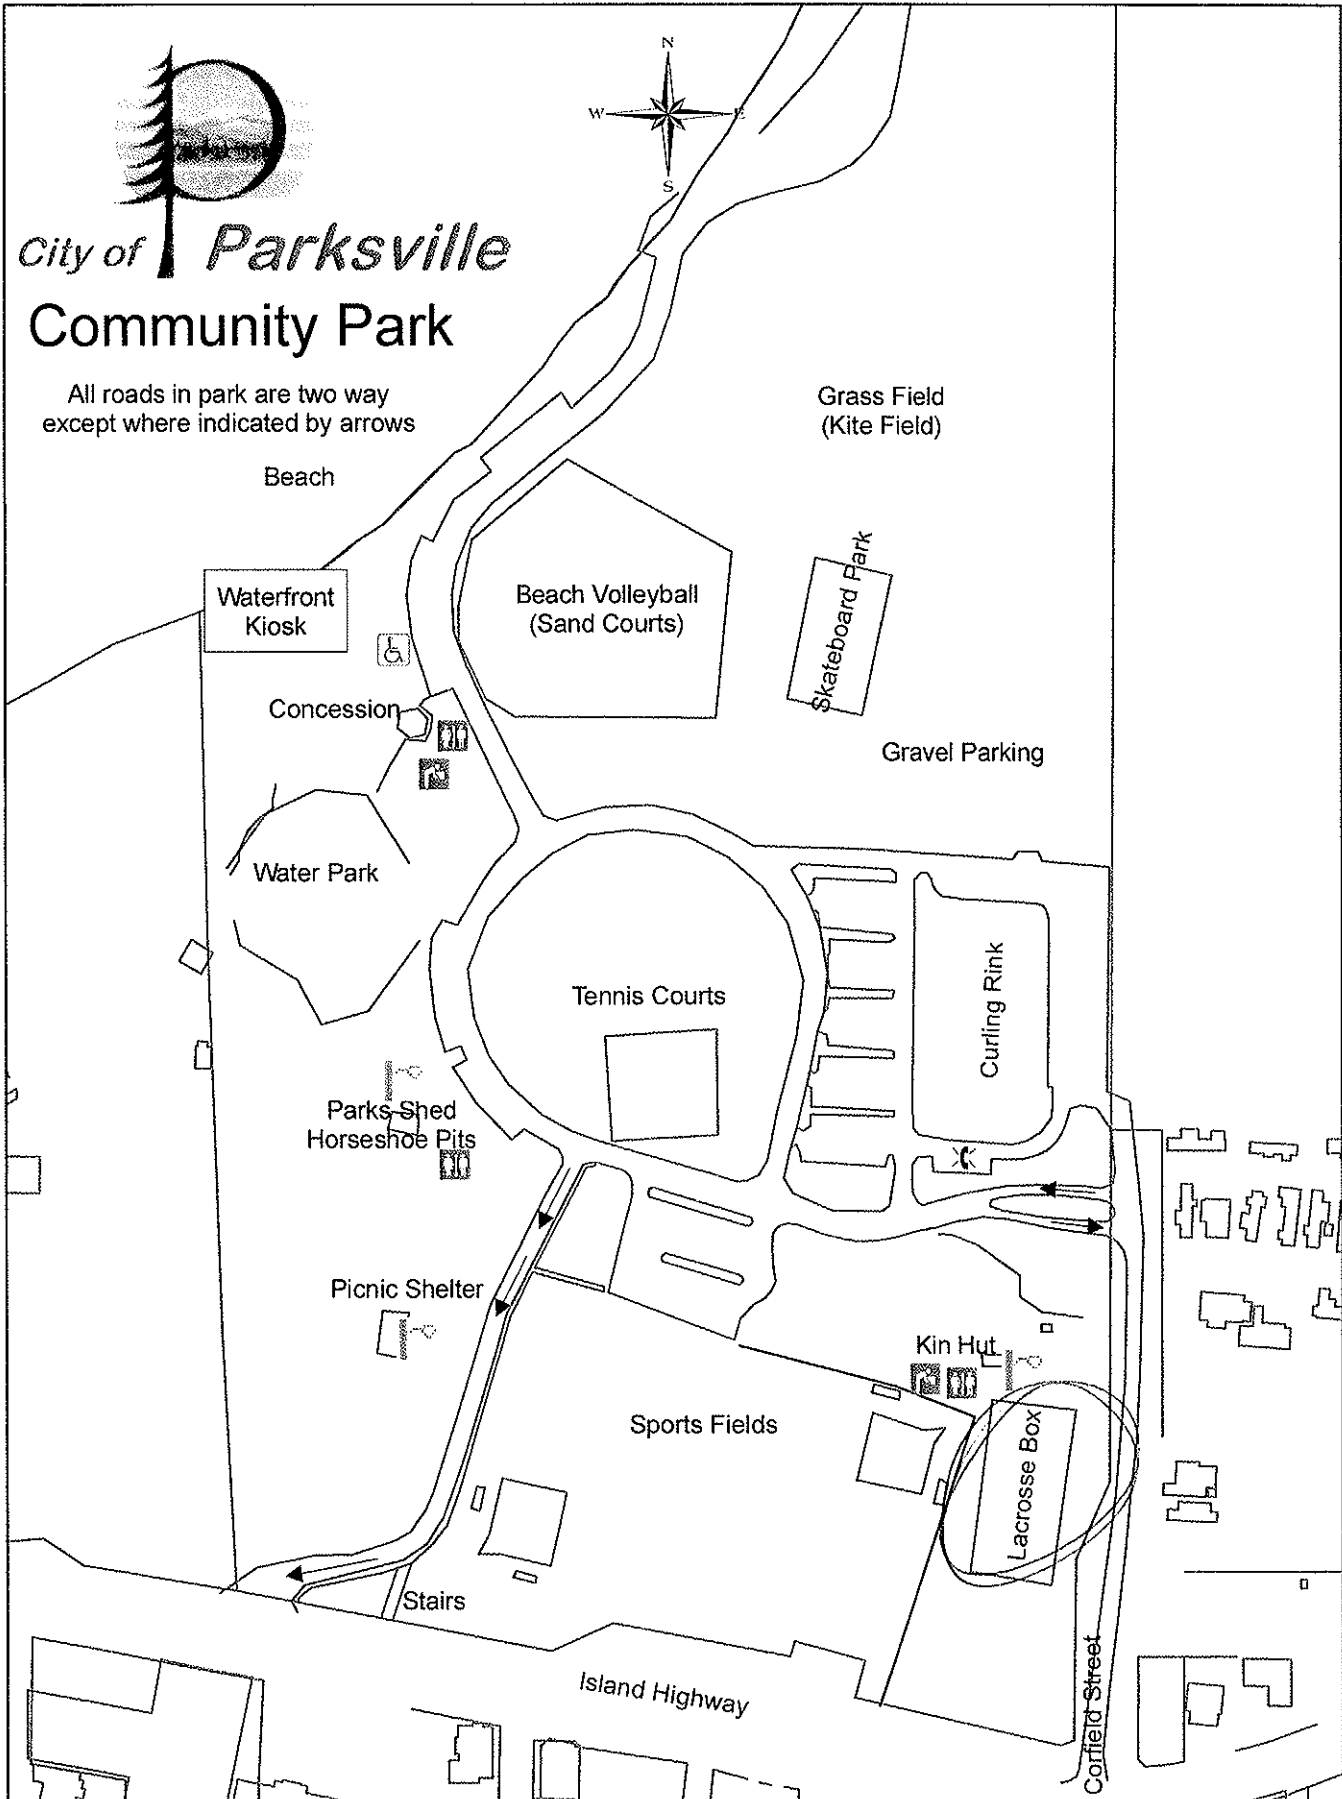 N
W E
S
City of Parksville
Community Park
All roads in park are two way
except where indicated by arrows
Beach
Grass Field
(Kite Field)
Waterfront
Kiosk
Beach Volleyball
(Sand Courts)
Skateboard Park
Concession
Gravel Parking
Water Park
Tennis Courts
Curling Rink
Parks Shed
Horseshoe Pits
Picnic Shelter
Kin Hut
Sports Fields
Lacrosse Box
Stairs
Island Highway
Corfield Street